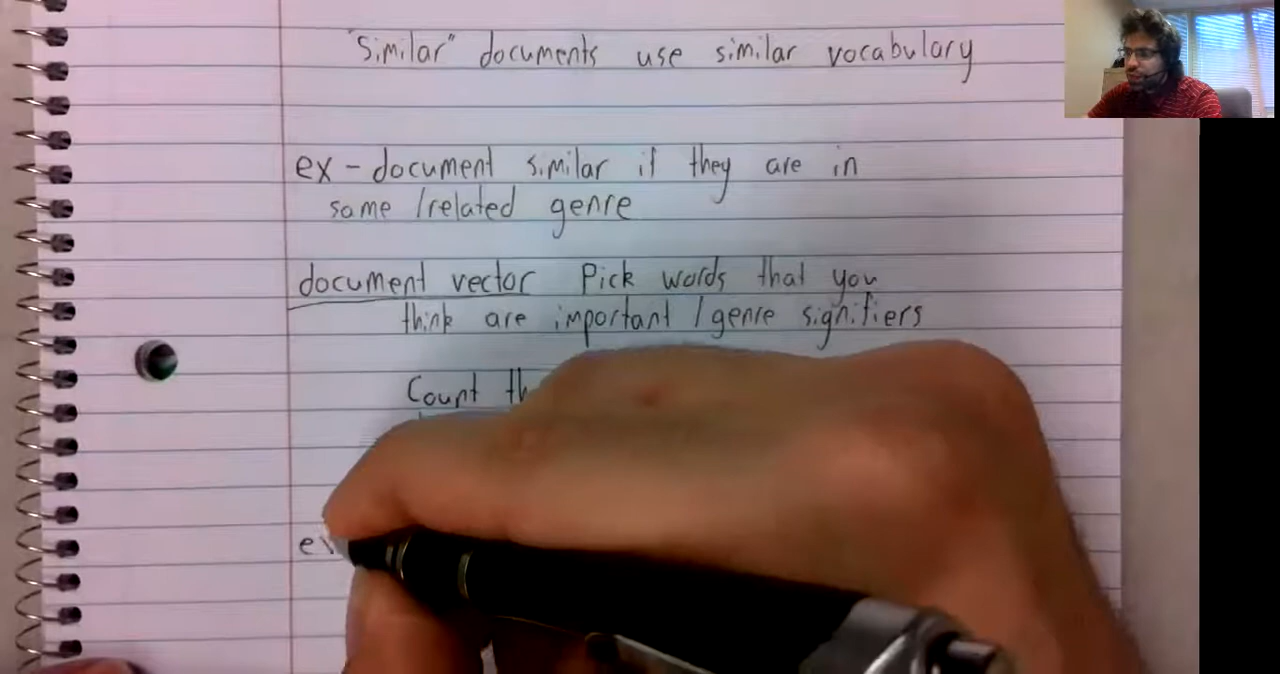 "Similar" documents use similar vocabulary
ex - document similar if they are in
same / related genre
document vector Pick words that you
think are important / genre signifiers
Count th
ex